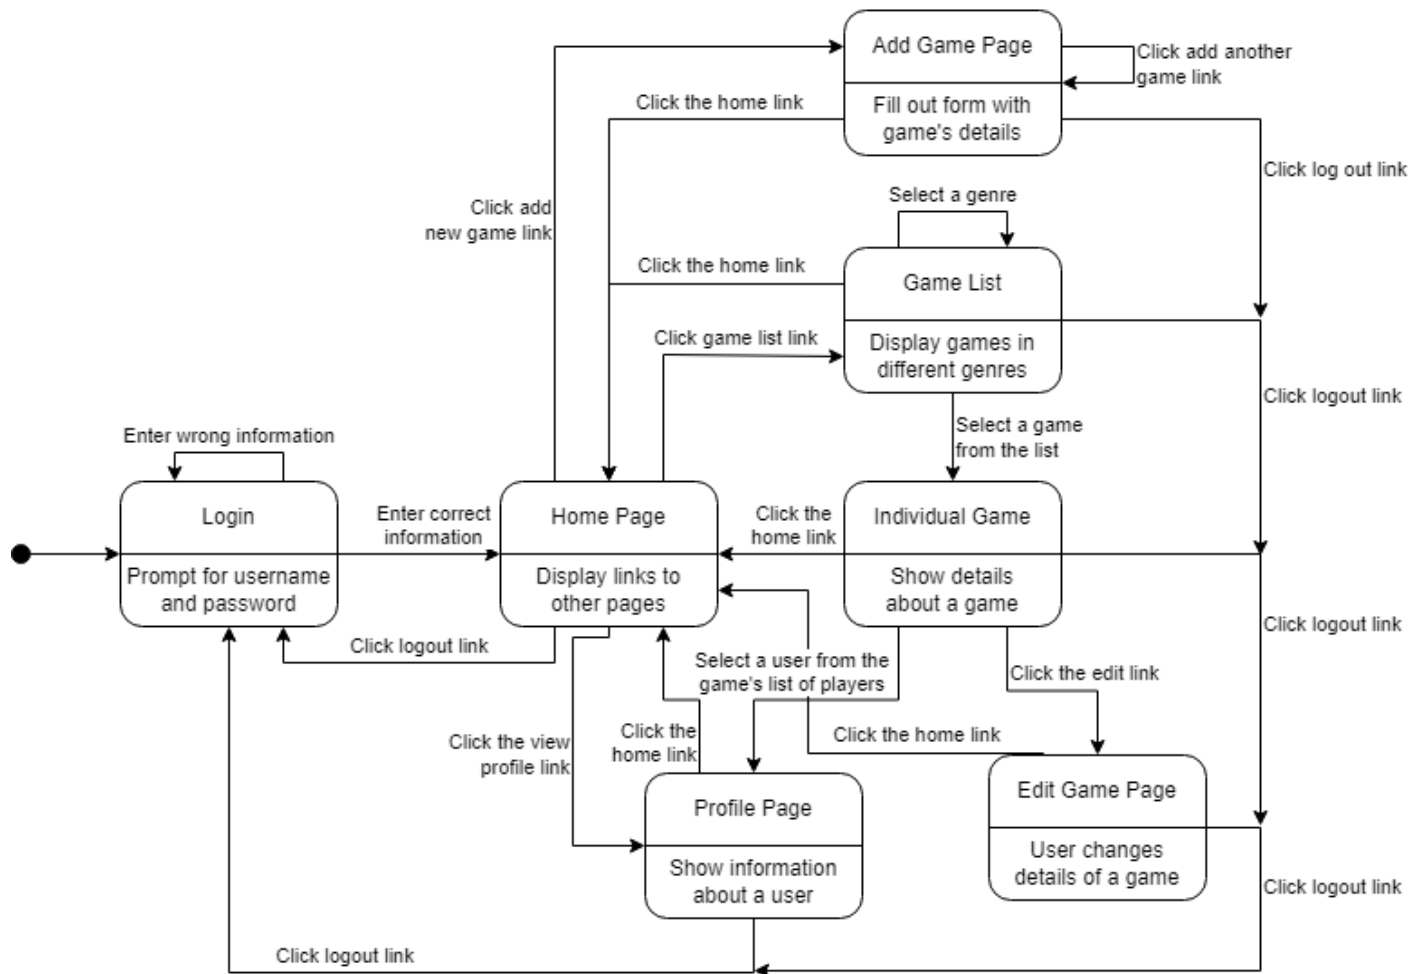 Add Game Page
Click add another
game link
Click the home link
Fill out form with
game's details
Click log out link
Select a genre
Click add
new game link
Click the home link
Game List
Click game list link
Display games in
different genres
Click logout link
Select a game
from the list
Enter wrong information
Login
Enter correct
information
Home Page
Click the
home link
Individual Game
Prompt for username
and password
Display links to
other pages
Show details
about a game
Click logout link
Click logout link
Select a user from the
game's list of players
Click the edit link
Click the view
profile link
Click the
home link
Click the home link
Edit Game Page
Profile Page
User changes
details of a game
Show information
about a user
Click logout link
Click logout link